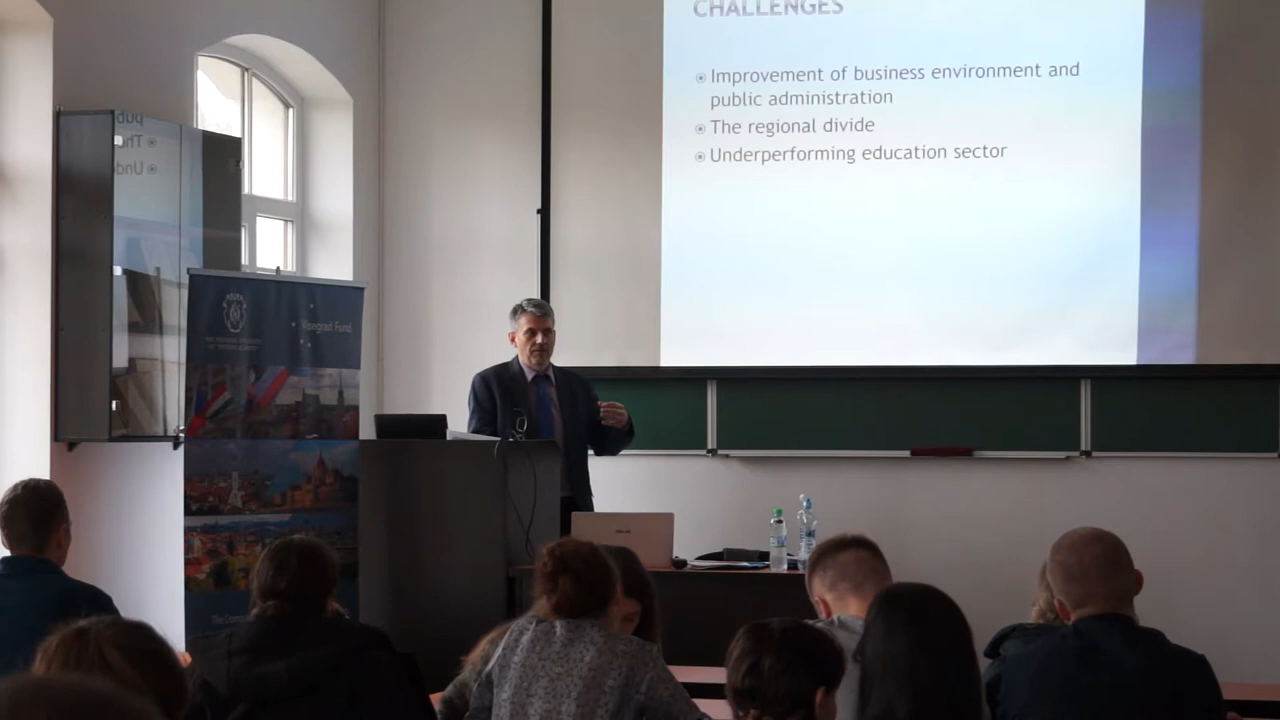 CHALLENGES
Improvement of business environment and
public administration
The regional divide
Underperforming education sector
Visegrad Fund